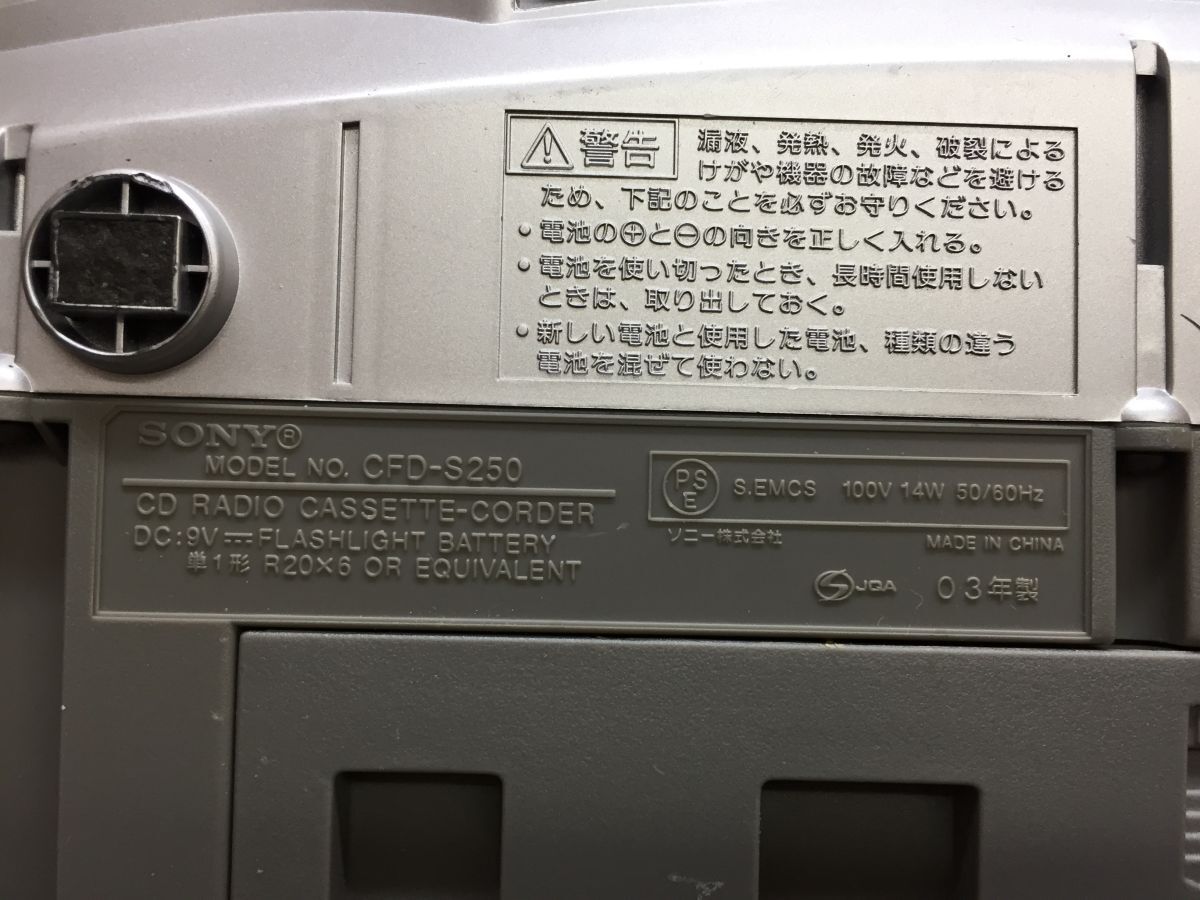 警告
漏液、発熱、発火、破裂による
けがや機器の故障などを避ける
ため、下記のことを必ずお守りください。
・電池の⊕と⊖の向きを正しく入れる。
・電池を使い切ったとき、長時間使用しない
ときは、取り出しておく。
・新しい電池と使用した電池、種類の違う
電池を混ぜて使わない。
SONY®
MODEL NO. CFD-S250
CD RADIO CASSETTE-CORDER
DC:9V⎓FLASHLIGHT BATTERY
単1形 R20×6 OR EQUIVALENT
PSE S.EMCS 100V 14W 50/60Hz
ソニー株式会社 MADE IN CHINA
S JQA 03年製